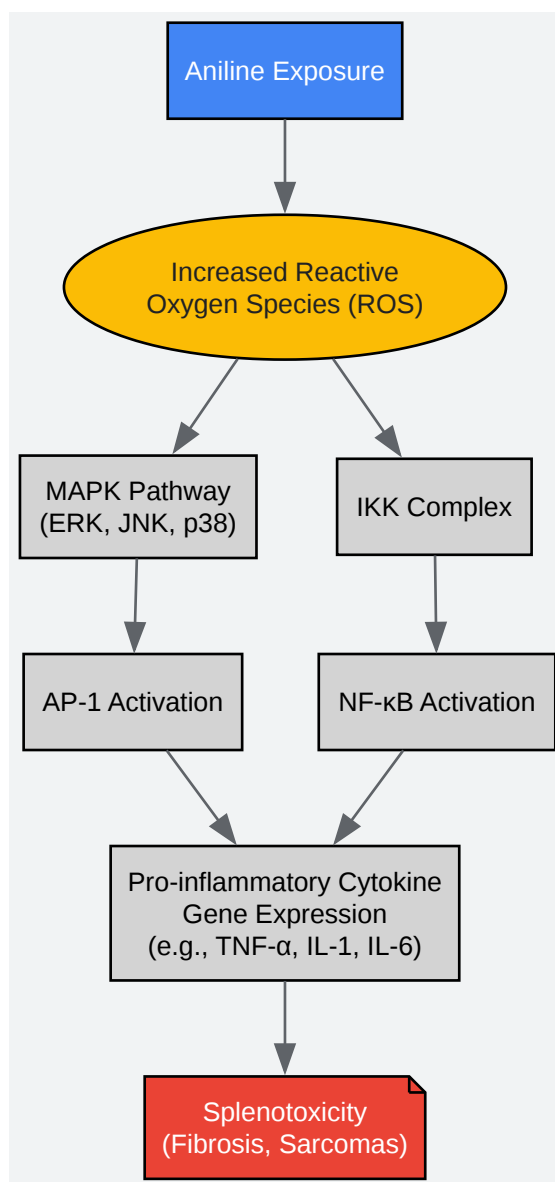 Aniline Exposure
Increased Reactive
Oxygen Species (ROS)
MAPK Pathway
(ERK, JNK, p38)
IKK Complex
AP-1 Activation
NF-κB Activation
Pro-inflammatory Cytokine
Gene Expression
(e.g., TNF-α, IL-1, IL-6)
Splenotoxicity
(Fibrosis, Sarcomas)